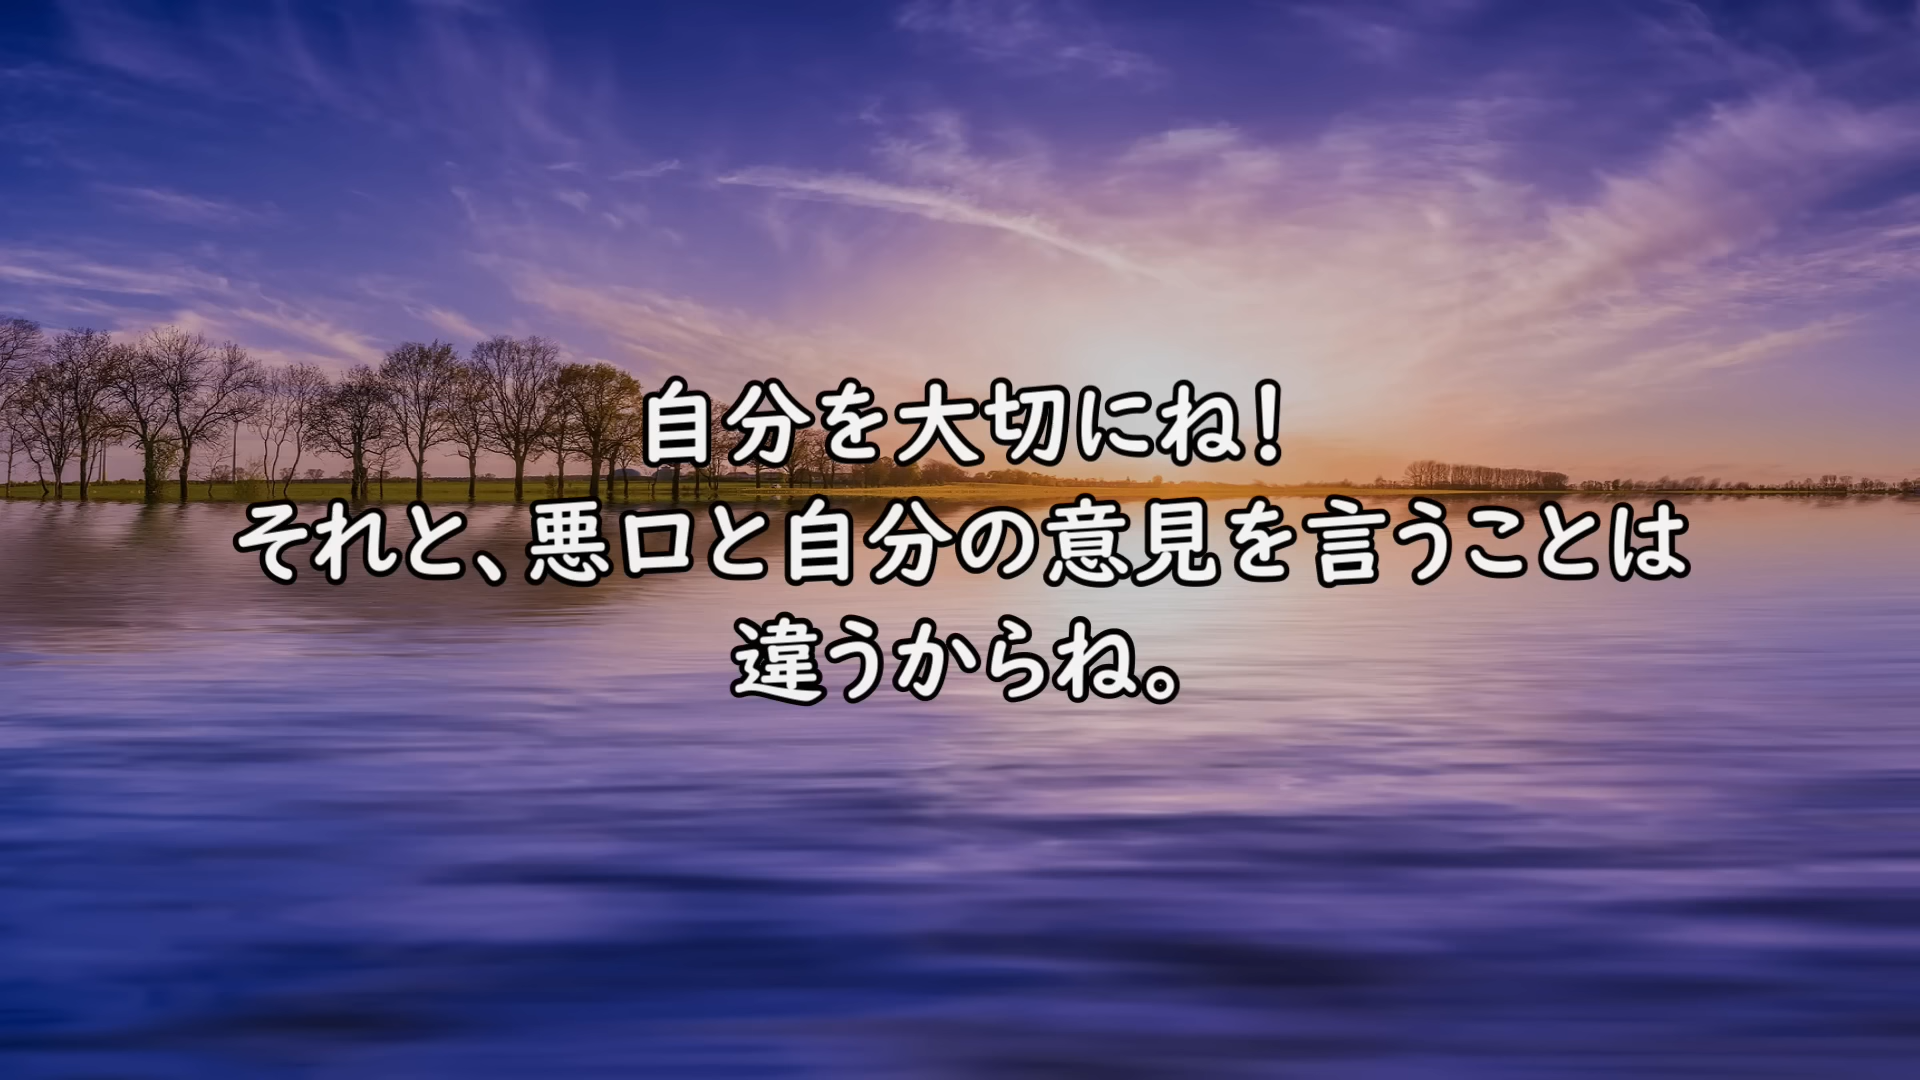 自分を大切にね!
それと、悪口と自分の意見を言うことは
違うからね。